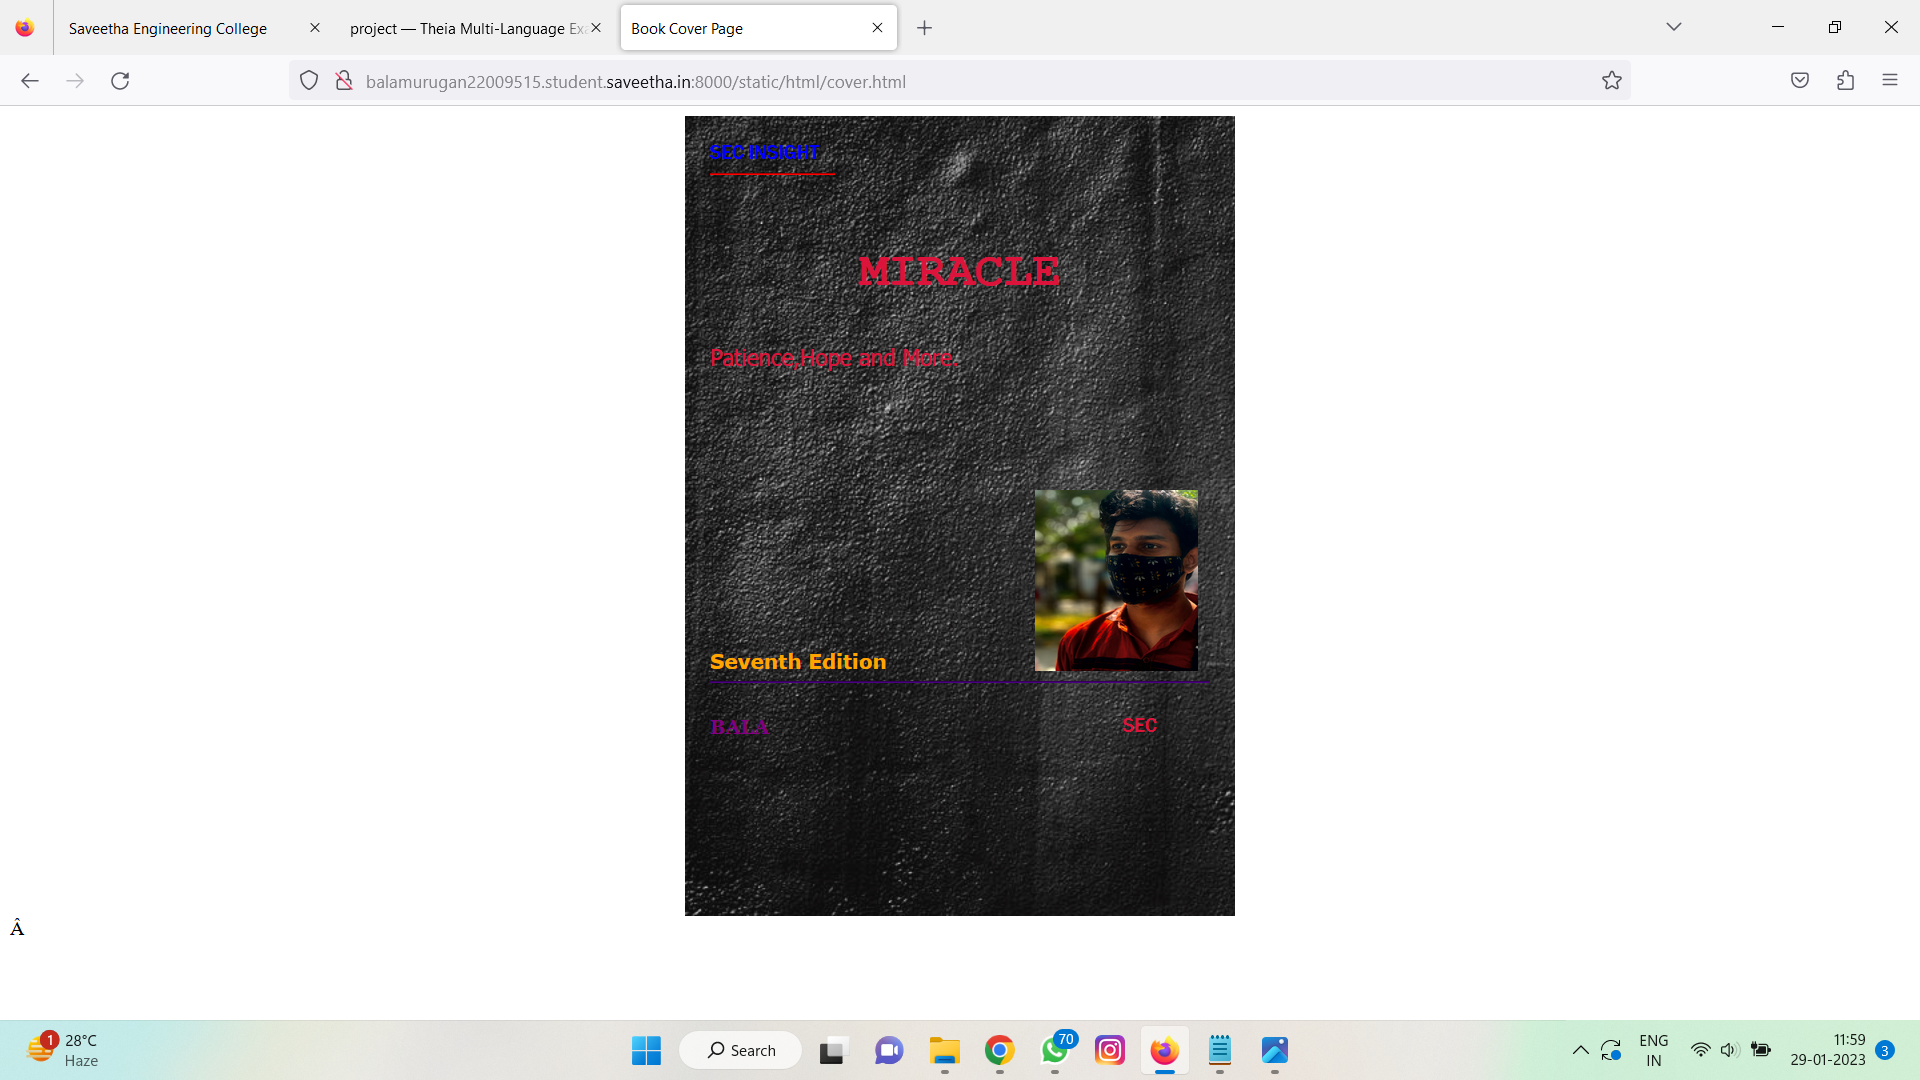 Saveetha Engineering College
project — Theia Multi-Language Exa
Book Cover Page
balamurugan22009515.student.saveetha.in:8000/static/html/cover.html
SEC INSIGHT
MIRACLE
Patience,Hope and More.
Seventh Edition
BALA
SEC
Â
1
28°C
Haze
Search
70
ENG
IN
11:59
29-01-2023
3